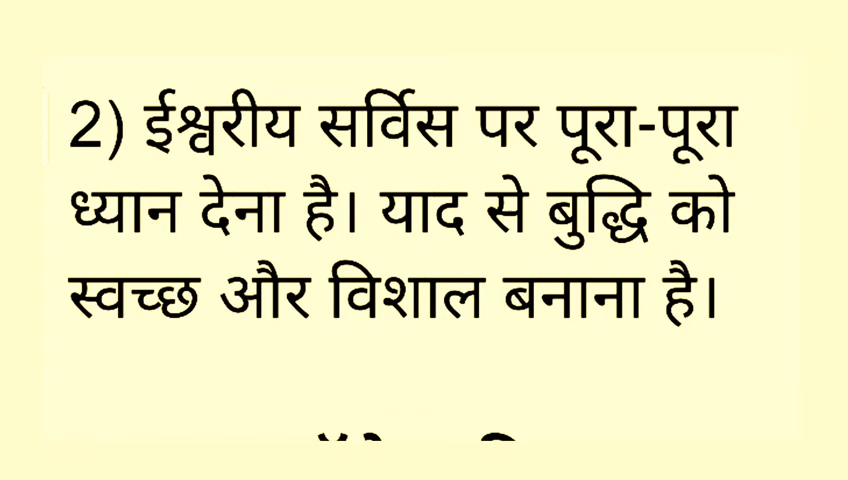 2) ईश्वरीय सर्विस पर पूरा-पूरा
ध्यान देना है। याद से बुद्धि को
स्वच्छ और विशाल बनाना है।